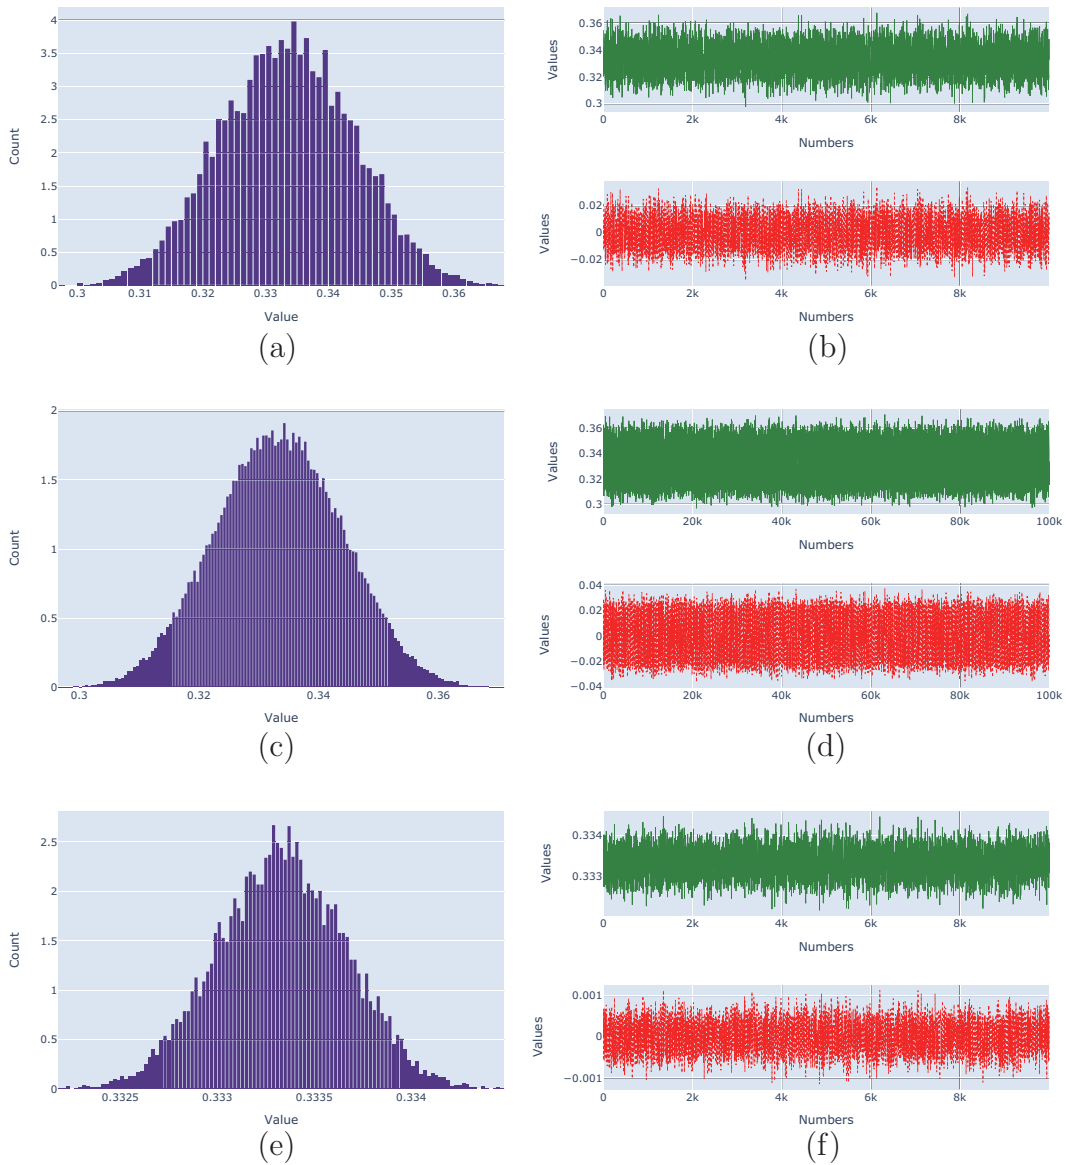 4
3.5
3
2.5
2
1.5
1
0.5
0
0.3 0.31 0.32 0.33 0.34 0.35 0.36
Count
Value
(a)
0.36
0.34
0.32
0.3
0 2k 4k 6k 8k
Values
Numbers
0.02
0
−0.02
0 2k 4k 6k 8k
Values
Numbers
(b)
2
1.5
1
0.5
0
0.3 0.32 0.34 0.36
Count
Value
(c)
0.36
0.34
0.32
0.3
0 20k 40k 60k 80k 100k
Values
Numbers
0.04
0.02
0
−0.02
−0.04
0 20k 40k 60k 80k 100k
Values
Numbers
(d)
2.5
2
1.5
1
0.5
0
0.3325 0.333 0.3335 0.334
Count
Value
(e)
0.334
0.333
0 2k 4k 6k 8k
Values
Numbers
0.001
0
−0.001
0 2k 4k 6k 8k
Values
Numbers
(f)